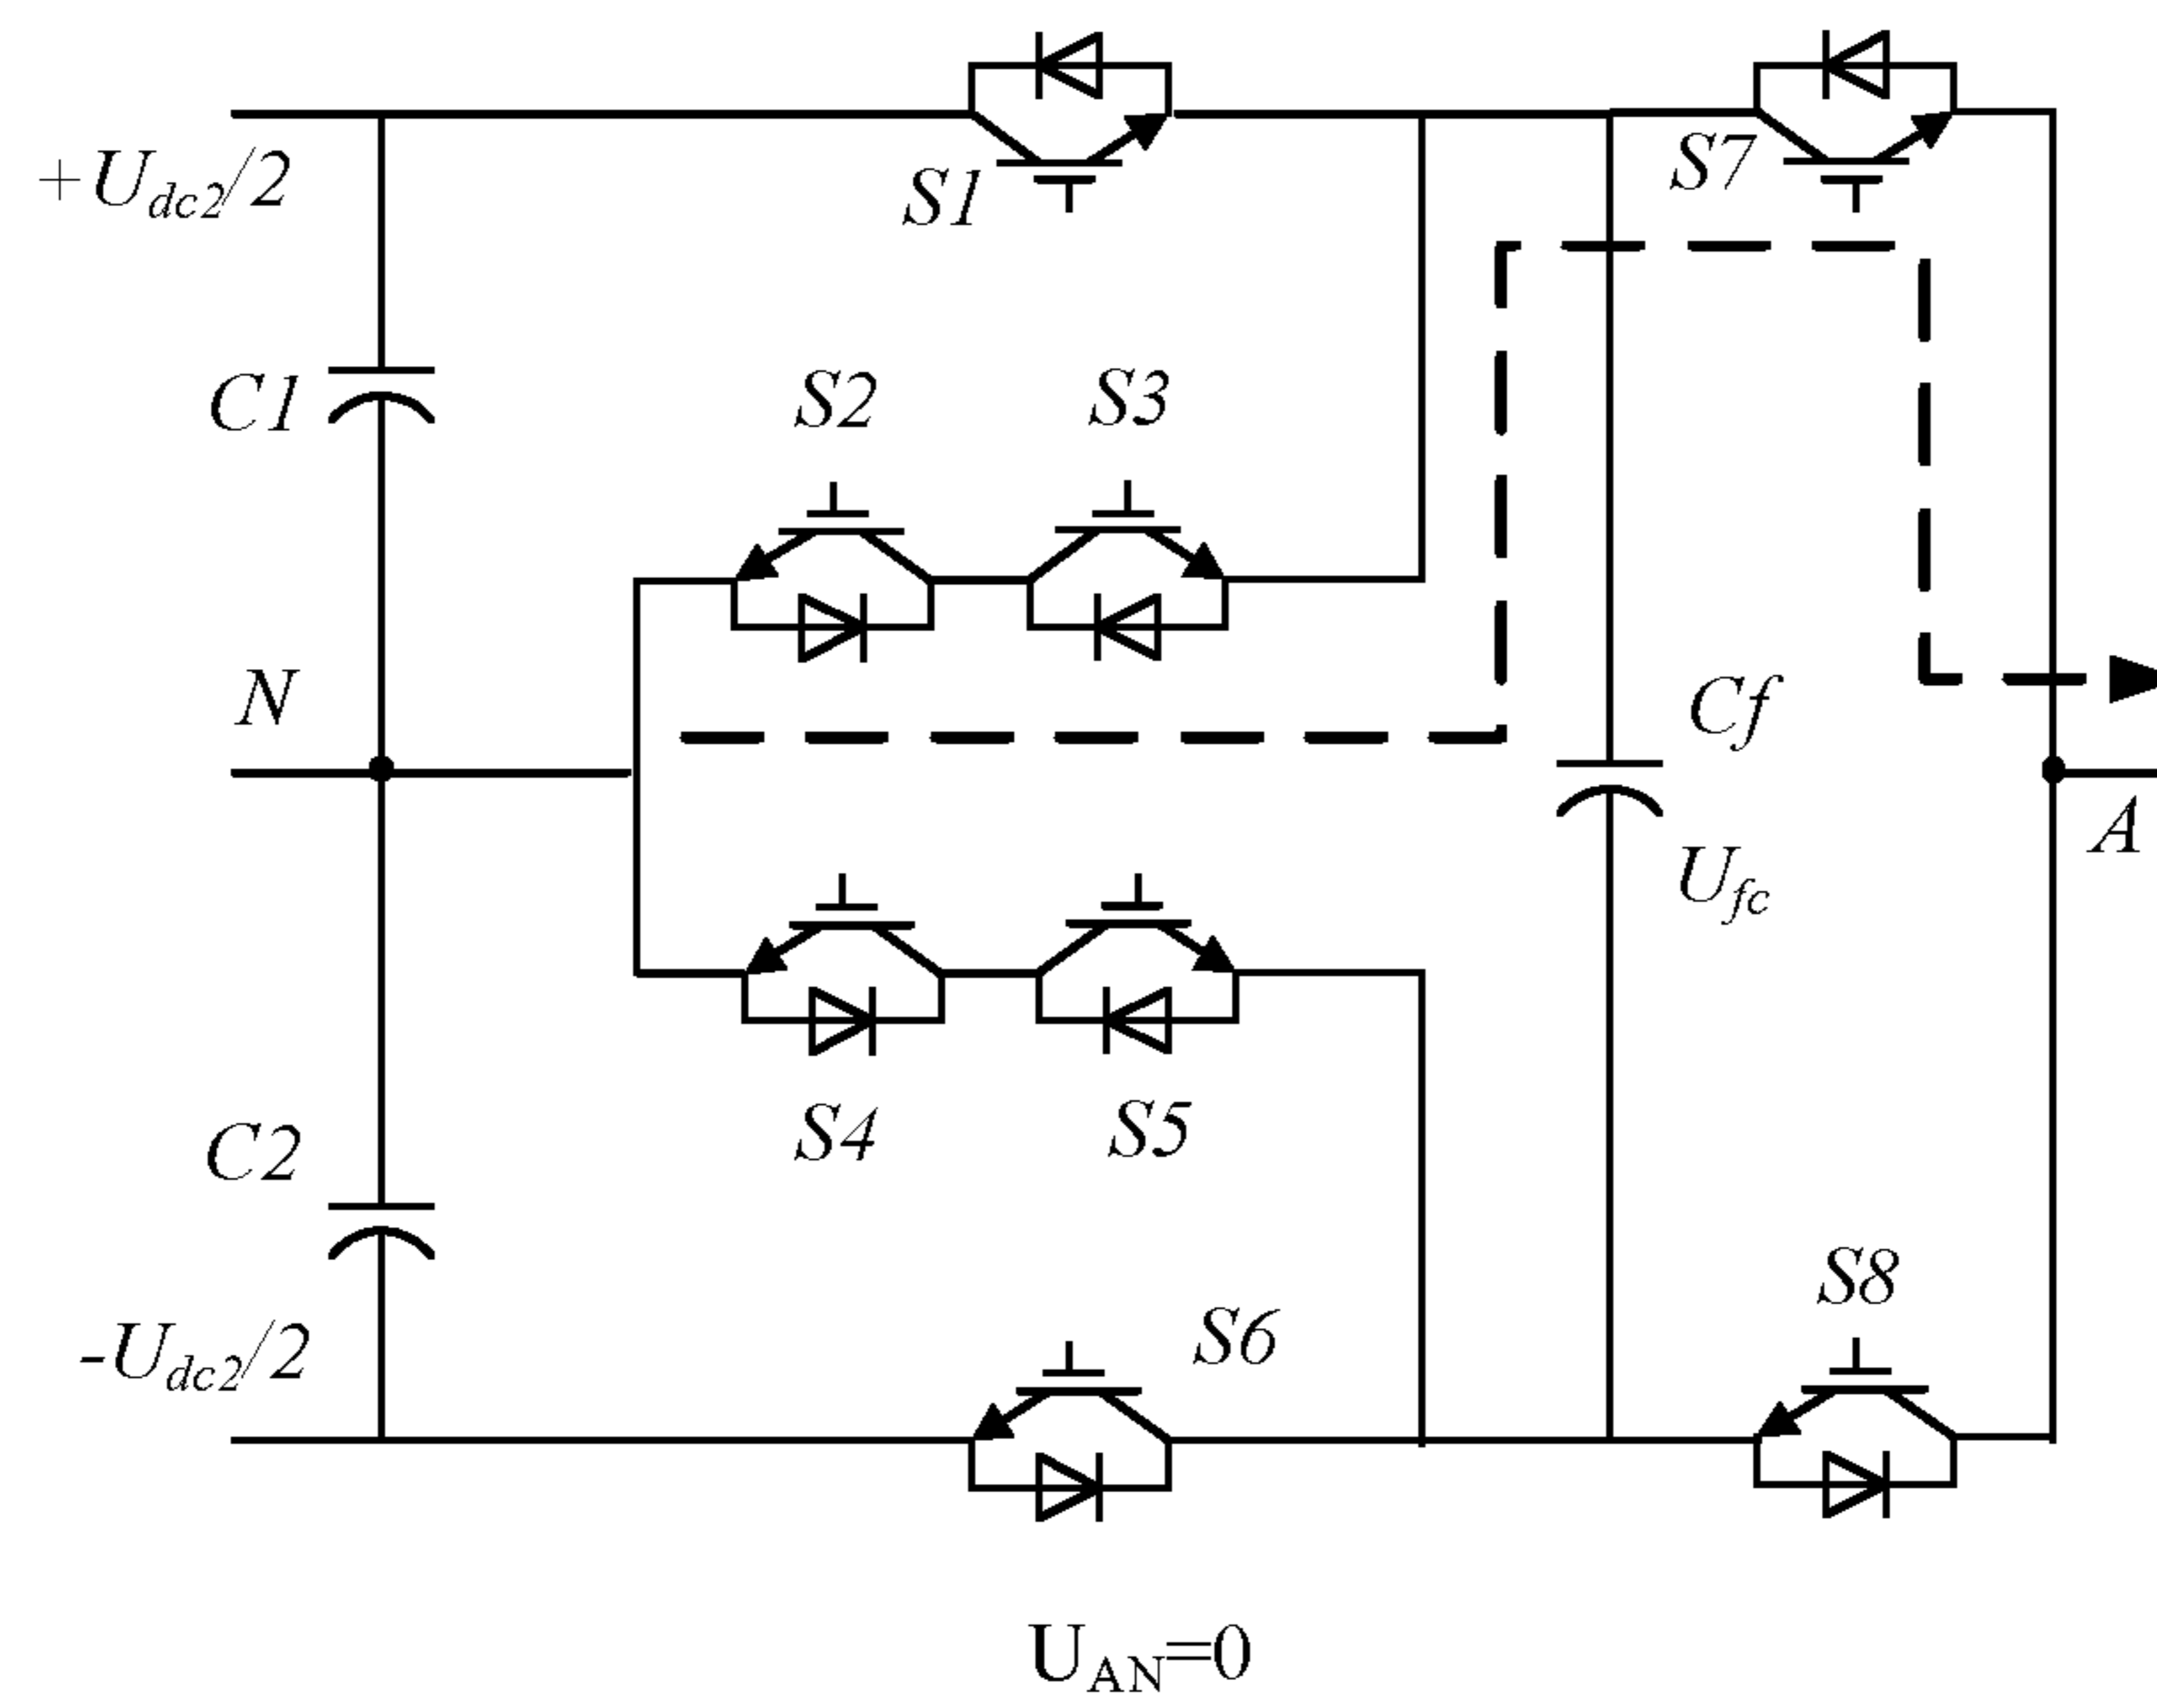 S7
+Udc2/2
S1
C1
S2
S3
N
Cf
A
Ufc
S4
S5
C2
S8
S6
-Udc2/2
UAN=0